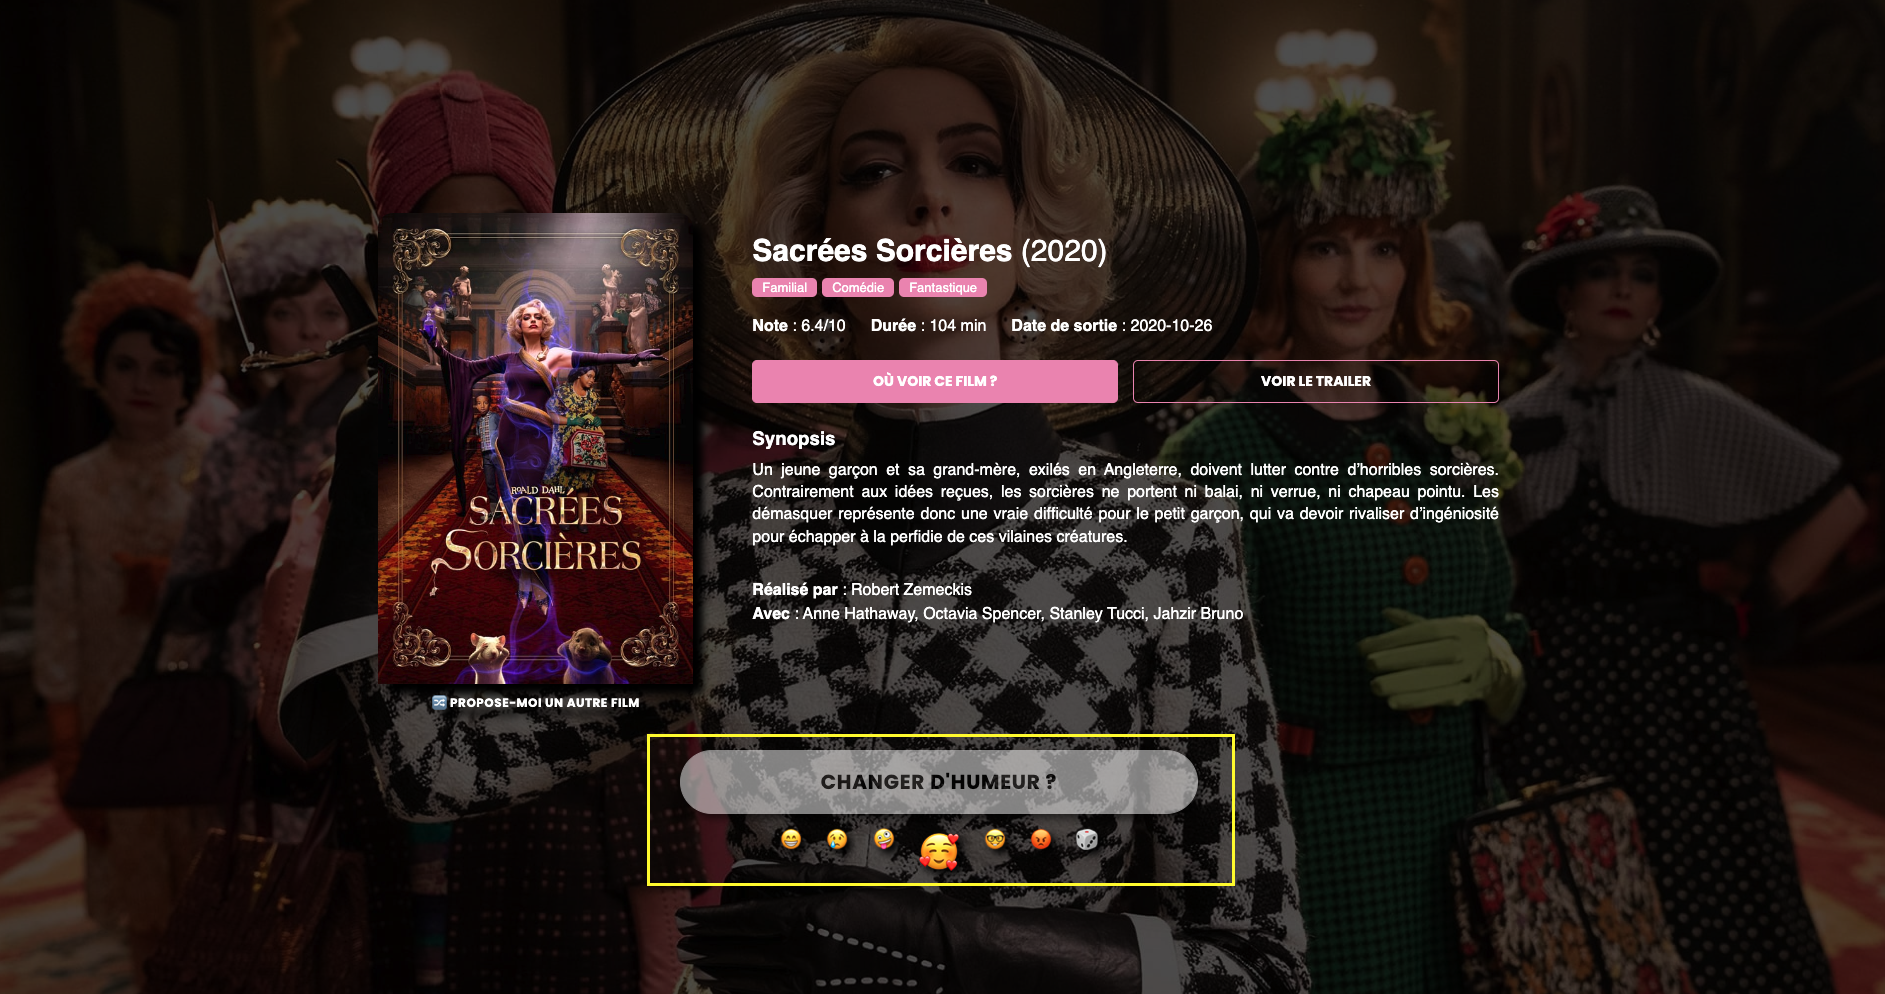 Sacrées Sorcières (2020)
Familial Comédie Fantastique
Note : 6.4/10 Durée : 104 min Date de sortie : 2020-10-26
OÙ VOIR CE FILM ? VOIR LE TRAILER
Synopsis
Un jeune garçon et sa grand-mère, exilés en Angleterre, doivent lutter contre d’horribles sorcières.
Contrairement aux idées reçues, les sorcières ne portent ni balai, ni verrue, ni chapeau pointu. Les
démasquer représente donc une vraie difficulté pour le petit garçon, qui va devoir rivaliser d’ingéniosité
pour échapper à la perfidie de ces vilaines créatures.
Réalisé par : Robert Zemeckis
Avec : Anne Hathaway, Octavia Spencer, Stanley Tucci, Jahzir Bruno
ROALD DAHL
SACRÉES
SORCIÈRES
🔀 PROPOSE-MOI UN AUTRE FILM
CHANGER D'HUMEUR ?
😁 😢 🤪 🥰 🤓 😡 🎲